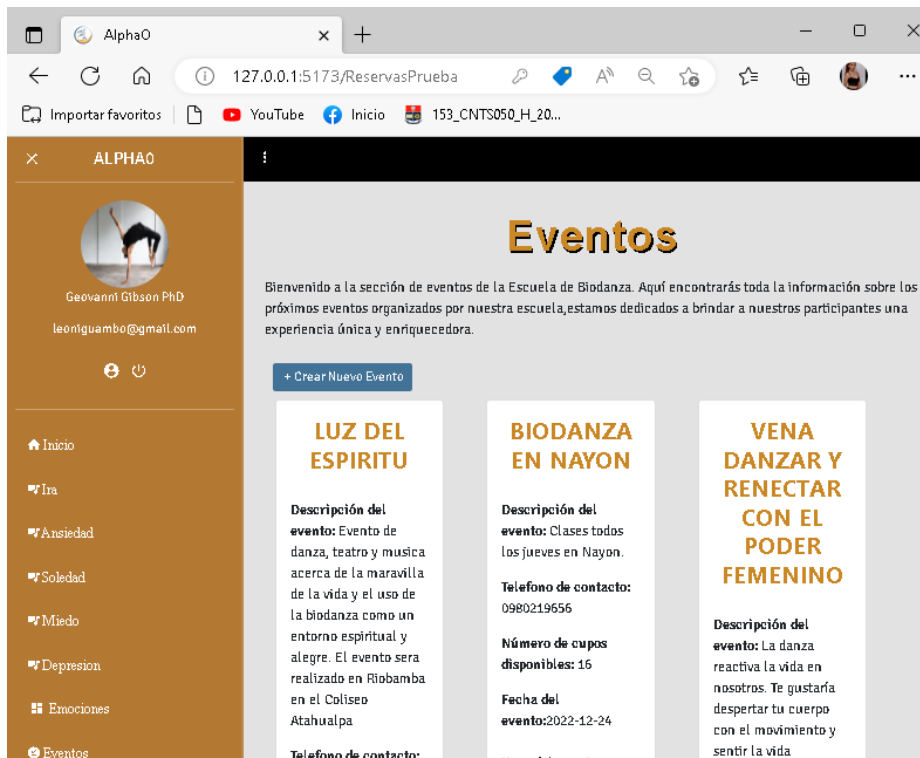 AlphaO
127.0.0.1:5173/ReservasPrueba
Importar favoritos
YouTube
Inicio
153_CNTS050_H_20...
ALPHAO
Geovanni Gibson PhD
leoniguambo@gmail.com
Inicio
Ira
Ansiedad
Soledad
Miedo
Depresion
Emociones
Eventos
Eventos
Bienvenido a la sección de eventos de la Escuela de Biodanza. Aquí encontrarás toda la información sobre los
próximos eventos organizados por nuestra escuela,estamos dedicados a brindar a nuestros participantes una
experiencia única y enriquecedora.
+ Crear Nuevo Evento
LUZ DEL
ESPIRITU
Descripción del
evento: Evento de
danza, teatro y musica
acerca de la maravilla
de la vida y el uso de
la biodanza como un
entorno espiritual y
alegre. El evento sera
realizado en Riobamba
en el Coliseo
Atahualpa
Telefono de contacto:
BIODANZA
EN NAYON
Descripción del
evento: Clases todos
los jueves en Nayon.
Telefono de contacto:
0980219656
Número de cupos
disponibles: 16
Fecha del
evento:2022-12-24
VENA
DANZAR Y
RENECTAR
CON EL
PODER
FEMENINO
Descripción del
evento: La danza
reactiva la vida en
nosotros. Te gustaría
despertar tu cuerpo
con el movimiento y
sentir la vida